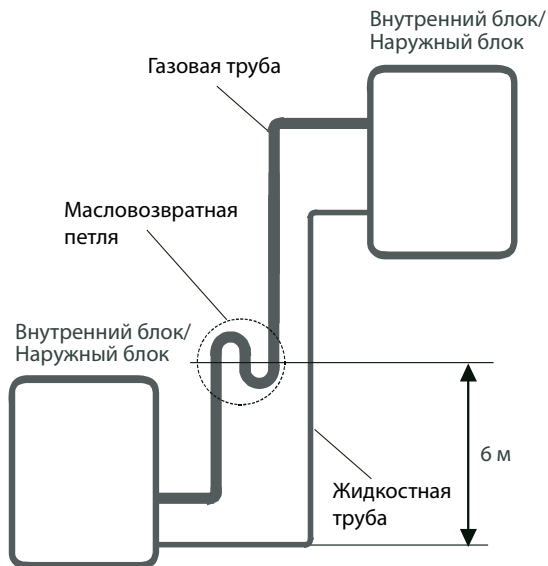 Внутренний блок/
Наружный блок
Газовая труба
Масловозвратная
петля
Внутренний блок/
Наружный блок
6 м
Жидкостная
труба